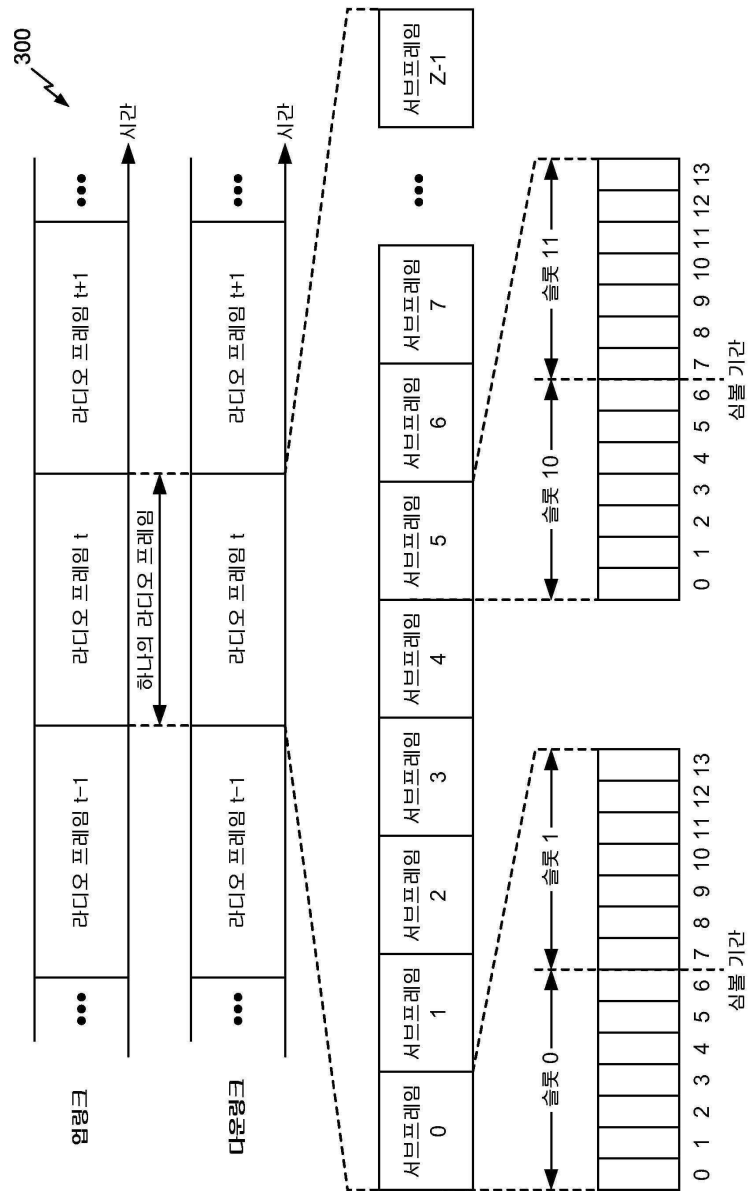 300
업링크
••• 라디오 프레임 t−1 라디오 프레임 t 라디오 프레임 t+1 •••
시간
하나의 라디오 프레임
다운링크
••• 라디오 프레임 t−1 라디오 프레임 t 라디오 프레임 t+1 •••
시간
서브프레임 0
서브프레임 1
서브프레임 2
서브프레임 3
서브프레임 4
서브프레임 5
서브프레임 6
서브프레임 7
•••
서브프레임 Z-1
슬롯 0 슬롯 1
0 1 2 3 4 5 6 7 8 9 10 11 12 13
심볼 기간
슬롯 10 슬롯 11
0 1 2 3 4 5 6 7 8 9 10 11 12 13
심볼 기간